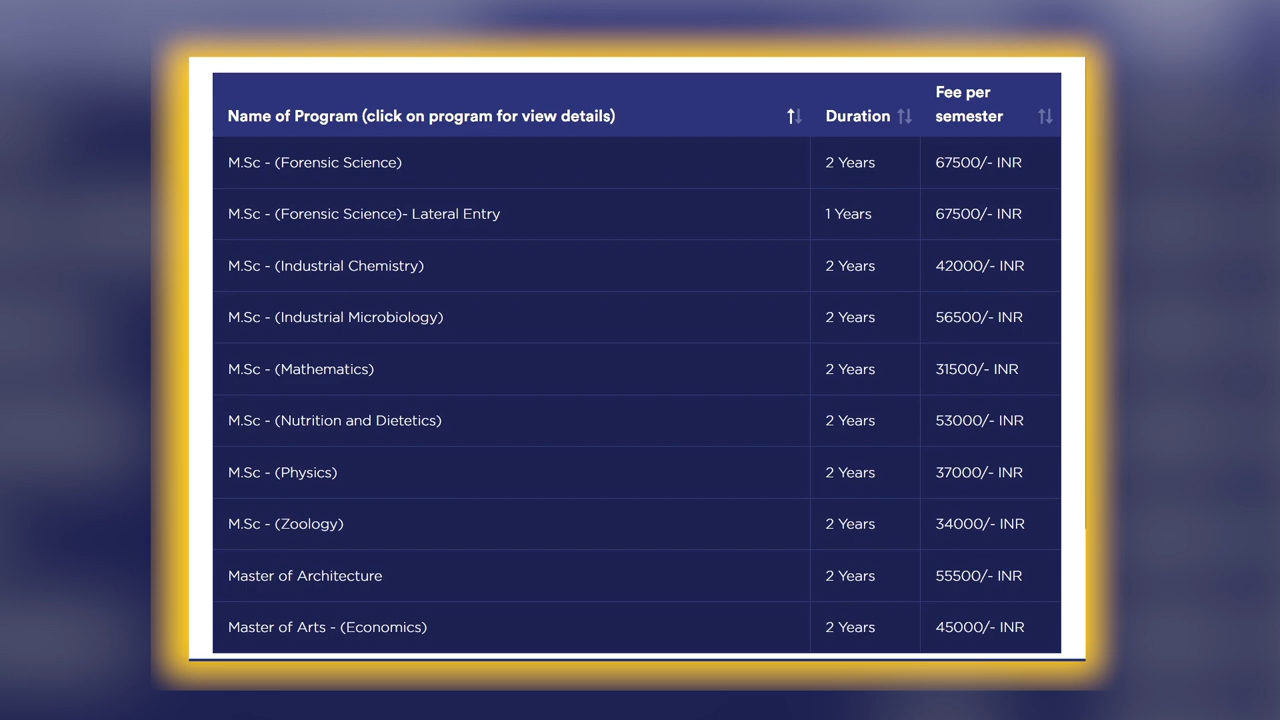 Name of Program (click on program for view details) Duration Fee per semester
M.Sc - (Forensic Science) 2 Years 67500/- INR
M.Sc - (Forensic Science)- Lateral Entry 1 Years 67500/- INR
M.Sc - (Industrial Chemistry) 2 Years 42000/- INR
M.Sc - (Industrial Microbiology) 2 Years 56500/- INR
M.Sc - (Mathematics) 2 Years 31500/- INR
M.Sc - (Nutrition and Dietetics) 2 Years 53000/- INR
M.Sc - (Physics) 2 Years 37000/- INR
M.Sc - (Zoology) 2 Years 34000/- INR
Master of Architecture 2 Years 55500/- INR
Master of Arts - (Economics) 2 Years 45000/- INR